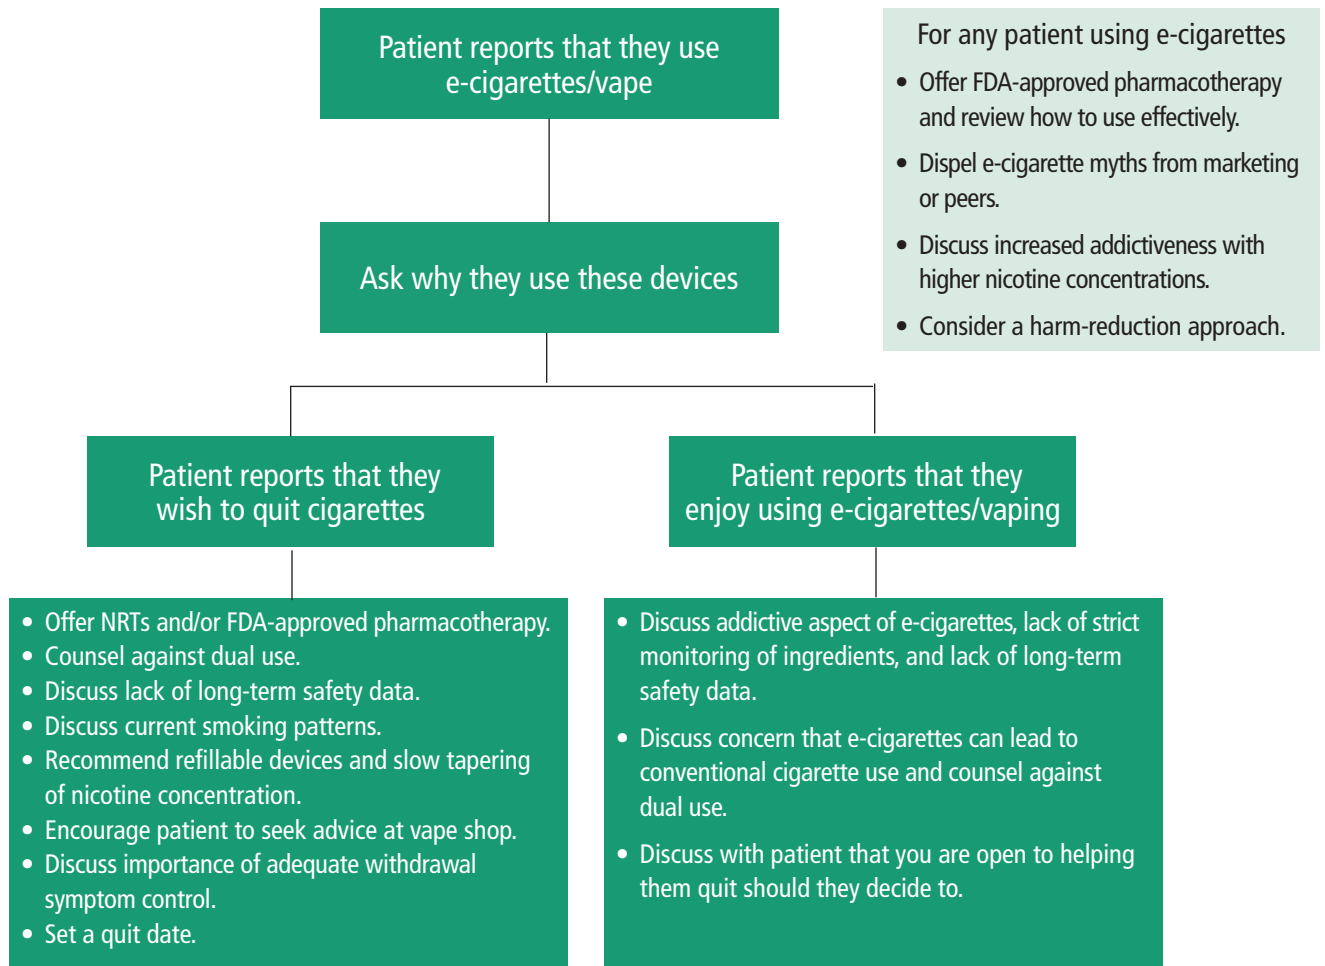 Patient reports that they use
e-cigarettes/vape
For any patient using e-cigarettes
• Offer FDA-approved pharmacotherapy
and review how to use effectively.
• Dispel e-cigarette myths from marketing
or peers.
• Discuss increased addictiveness with
higher nicotine concentrations.
• Consider a harm-reduction approach.
Ask why they use these devices
Patient reports that they
wish to quit cigarettes
Patient reports that they
enjoy using e-cigarettes/vaping
• Offer NRTs and/or FDA-approved pharmacotherapy.
• Counsel against dual use.
• Discuss lack of long-term safety data.
• Discuss current smoking patterns.
• Recommend refillable devices and slow tapering
of nicotine concentration.
• Encourage patient to seek advice at vape shop.
• Discuss importance of adequate withdrawal
symptom control.
• Set a quit date.
• Discuss addictive aspect of e-cigarettes, lack of strict
monitoring of ingredients, and lack of long-term
safety data.
• Discuss concern that e-cigarettes can lead to
conventional cigarette use and counsel against
dual use.
• Discuss with patient that you are open to helping
them quit should they decide to.